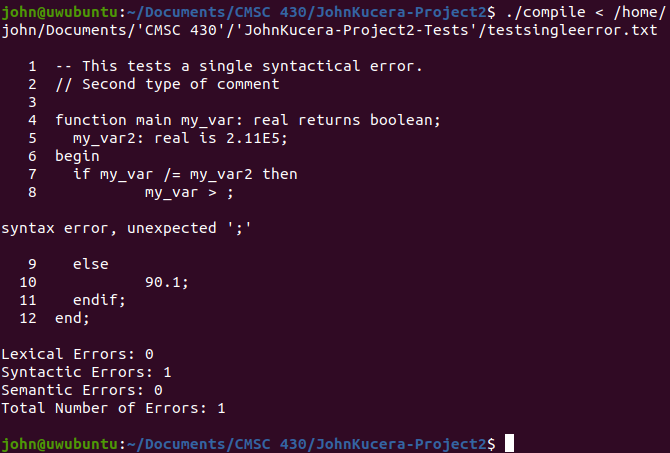 john@uwubuntu:~/Documents/CMSC 430/JohnKucera-Project2$ ./compile < /home/
john/Documents/'CMSC 430'/'JohnKucera-Project2-Tests'/testsingleerror.txt
1 -- This tests a single syntactical error.
2 // Second type of comment
3
4 function main my_var: real returns boolean;
5 my_var2: real is 2.11E5;
6 begin
7 if my_var /= my_var2 then
8 my_var > ;
syntax error, unexpected ';'
9 else
10 90.1;
11 endif;
12 end;
Lexical Errors: 0
Syntactic Errors: 1
Semantic Errors: 0
Total Number of Errors: 1
john@uwubuntu:~/Documents/CMSC 430/JohnKucera-Project2$